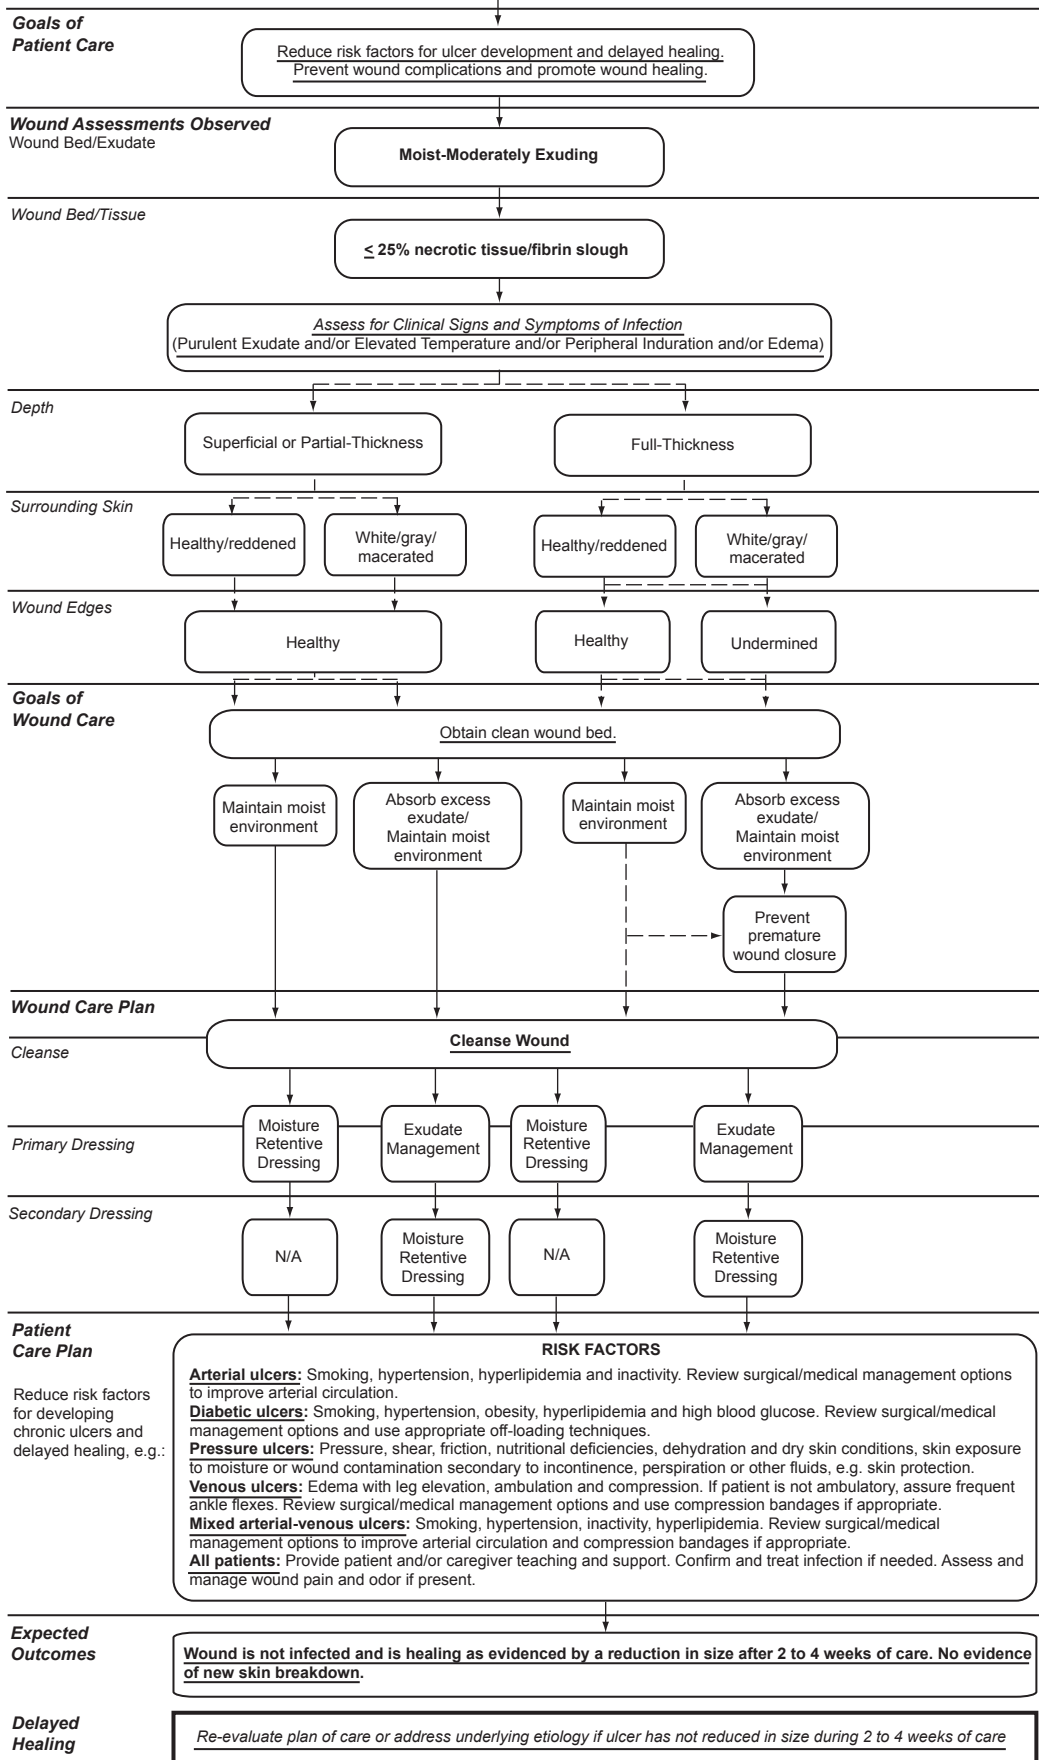 Goals of
Patient Care
Reduce risk factors for ulcer development and delayed healing.
Prevent wound complications and promote wound healing.
Wound Assessments Observed
Wound Bed/Exudate
Moist-Moderately Exuding
Wound Bed/Tissue
≤ 25% necrotic tissue/fibrin slough
Assess for Clinical Signs and Symptoms of Infection
(Purulent Exudate and/or Elevated Temperature and/or Peripheral Induration and/or Edema)
Depth
Superficial or Partial-Thickness
Full-Thickness
Surrounding Skin
Healthy/reddened
White/gray/
macerated
Healthy/reddened
White/gray/
macerated
Wound Edges
Healthy
Healthy
Undermined
Goals of
Wound Care
Obtain clean wound bed.
Maintain moist
environment
Absorb excess
exudate/
Maintain moist
environment
Maintain moist
environment
Absorb excess
exudate/
Maintain moist
environment
Prevent
premature
wound closure
Wound Care Plan
Cleanse
Cleanse Wound
Primary Dressing
Moisture
Retentive
Dressing
Exudate
Management
Moisture
Retentive
Dressing
Exudate
Management
Secondary Dressing
N/A
Moisture
Retentive
Dressing
N/A
Moisture
Retentive
Dressing
Patient
Care Plan
Reduce risk factors
for developing
chronic ulcers and
delayed healing, e.g.:
RISK FACTORS
Arterial ulcers: Smoking, hypertension, hyperlipidemia and inactivity. Review surgical/medical management options
to improve arterial circulation.
Diabetic ulcers: Smoking, hypertension, obesity, hyperlipidemia and high blood glucose. Review surgical/medical
management options and use appropriate off-loading techniques.
Pressure ulcers: Pressure, shear, friction, nutritional deficiencies, dehydration and dry skin conditions, skin exposure
to moisture or wound contamination secondary to incontinence, perspiration or other fluids, e.g. skin protection.
Venous ulcers: Edema with leg elevation, ambulation and compression. If patient is not ambulatory, assure frequent
ankle flexes. Review surgical/medical management options and use compression bandages if appropriate.
Mixed arterial-venous ulcers: Smoking, hypertension, inactivity, hyperlipidemia. Review surgical/medical
management options to improve arterial circulation and compression bandages if appropriate.
All patients: Provide patient and/or caregiver teaching and support. Confirm and treat infection if needed. Assess and
manage wound pain and odor if present.
Expected
Outcomes
Wound is not infected and is healing as evidenced by a reduction in size after 2 to 4 weeks of care. No evidence
of new skin breakdown.
Delayed
Healing
Re-evaluate plan of care or address underlying etiology if ulcer has not reduced in size during 2 to 4 weeks of care